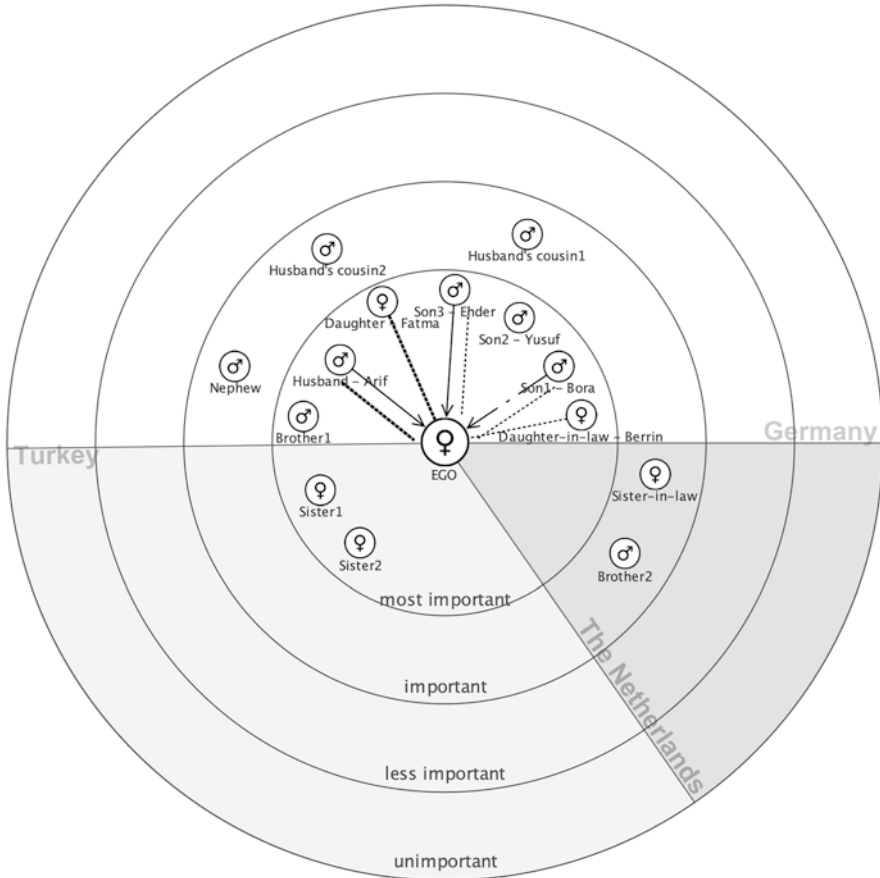 Husband's cousin1
Husband's cousin2
Son3 - Ender
Daughter - Fatma
Son2 - Yusuf
Husband - Arif
Son1 - Bora
Nephew
Brother1
Daughter-in-law - Berrin
Germany
Turkey
EGO
Sister-in-law
Sister1
Sister2
Brother2
most important
The Netherlands
important
less important
unimportant